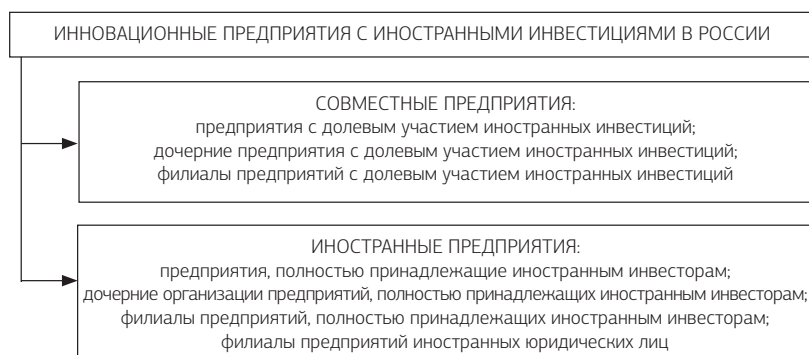 ИННОВАЦИОННЫЕ ПРЕДПРИЯТИЯ С ИНОСТРАННЫМИ ИНВЕСТИЦИЯМИ В РОССИИ
СОВМЕСТНЫЕ ПРЕДПРИЯТИЯ:
предприятия с долевым участием иностранных инвестиций;
дочерние предприятия с долевым участием иностранных инвестиций;
филиалы предприятий с долевым участием иностранных инвестиций
ИНОСТРАННЫЕ ПРЕДПРИЯТИЯ:
предприятия, полностью принадлежащие иностранным инвесторам;
дочерние организации предприятий, полностью принадлежащих иностранным инвесторам;
филиалы предприятий, полностью принадлежащих иностранным инвесторам;
филиалы предприятий иностранных юридических лиц